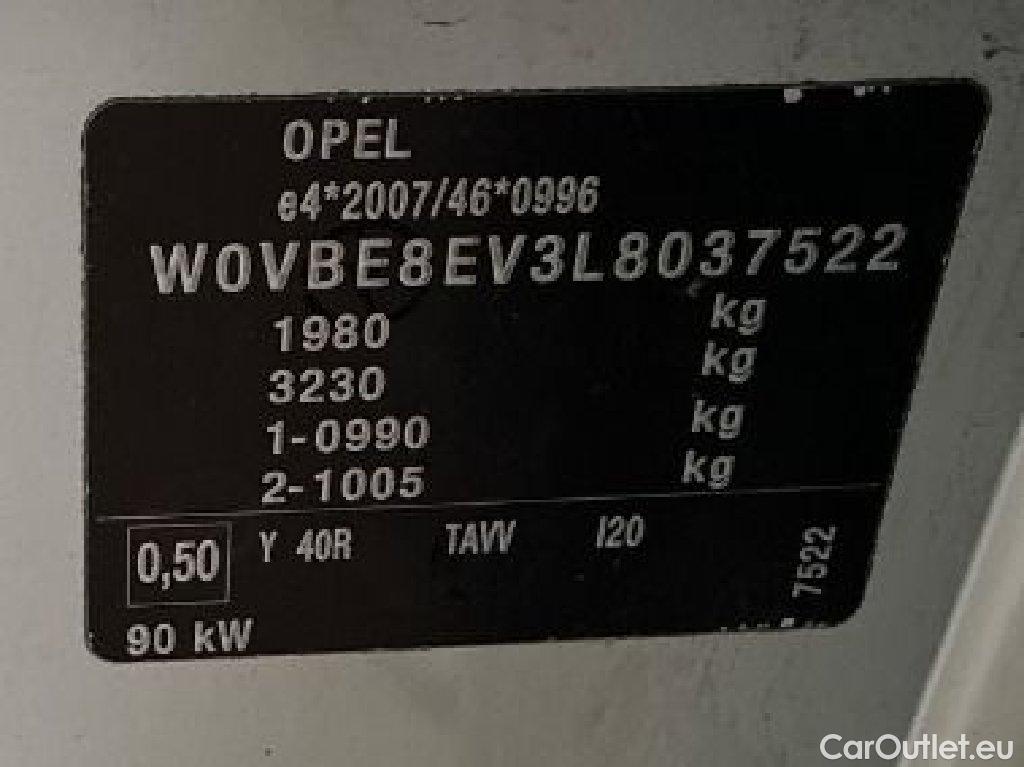 OPEL
e4*2007/46*0996
W0VBE8EV3L8037522
1980 kg
3230 kg
1-0990 kg
2-1005 kg
0,50 Y 40R TAVV I20
7522
90 kW
CarOutlet.eu